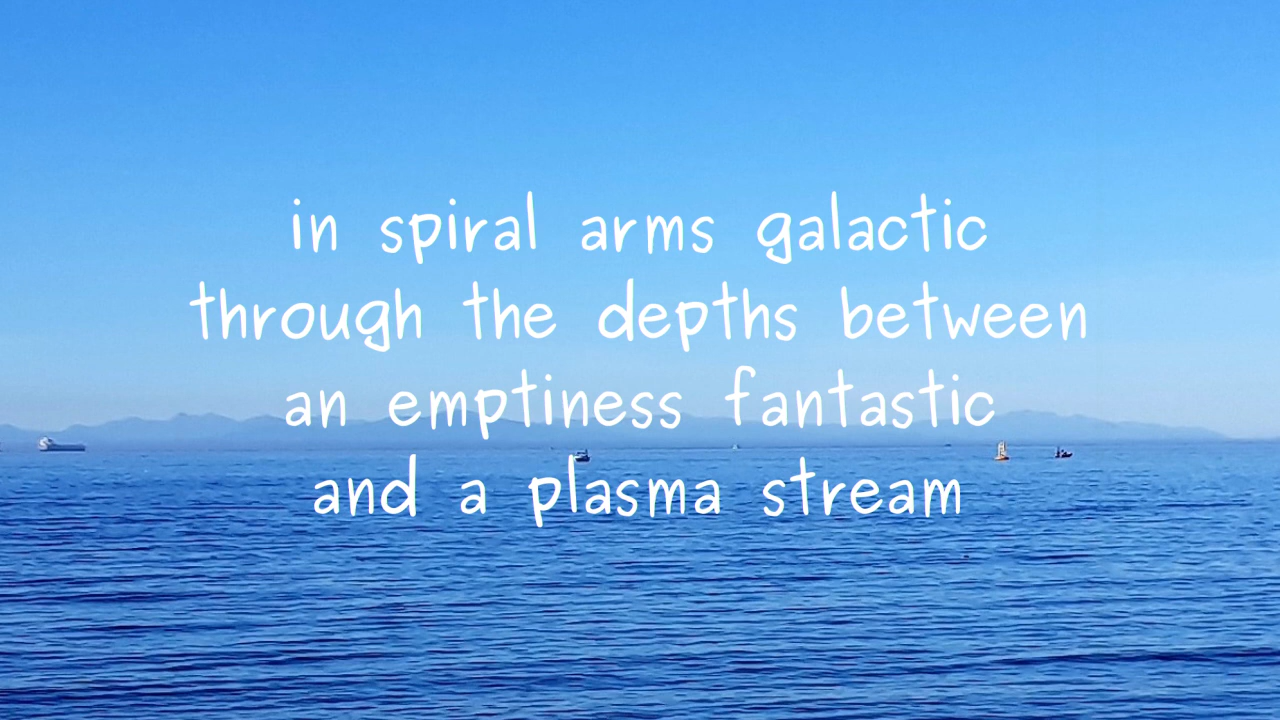 in spiral arms galactic
through the depths between
an emptiness fantastic
and a plasma stream